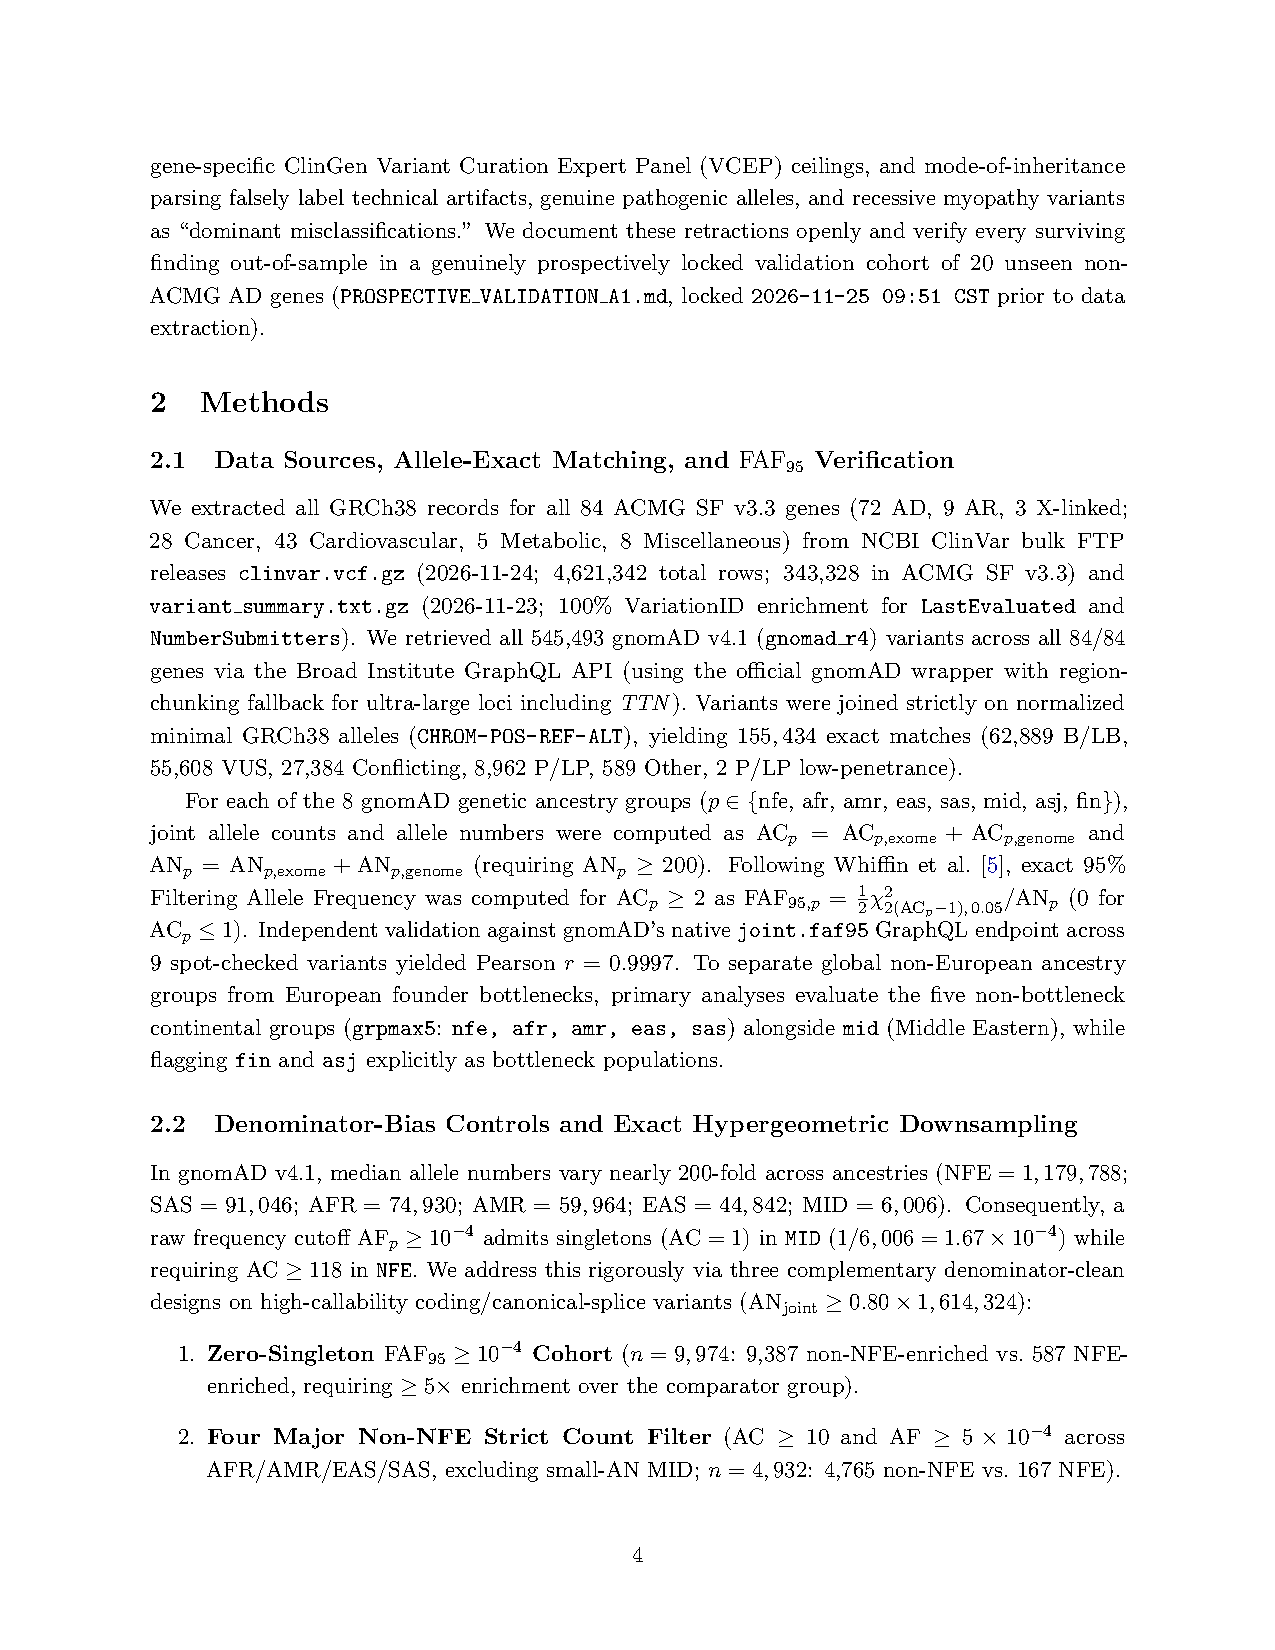 gene-specific ClinGen Variant Curation Expert Panel (VCEP) ceilings, and mode-of-inheritance
parsing falsely label technical artifacts, genuine pathogenic alleles, and recessive myopathy variants
as “dominant misclassifications.” We document these retractions openly and verify every surviving
finding out-of-sample in a genuinely prospectively locked validation cohort of 20 unseen non-
ACMG AD genes (PROSPECTIVE_VALIDATION_A1.md, locked 2026-11-25 09:51 CST prior to data
extraction).
2 Methods
2.1 Data Sources, Allele-Exact Matching, and FAF₉₅ Verification
We extracted all GRCh38 records for all 84 ACMG SF v3.3 genes (72 AD, 9 AR, 3 X-linked;
28 Cancer, 43 Cardiovascular, 5 Metabolic, 8 Miscellaneous) from NCBI ClinVar bulk FTP
releases clinvar.vcf.gz (2026-11-24; 4,621,342 total rows; 343,328 in ACMG SF v3.3) and
variant_summary.txt.gz (2026-11-23; 100% VariationID enrichment for LastEvaluated and
NumberSubmitters). We retrieved all 545,493 gnomAD v4.1 (gnomad_r4) variants across all 84/84
genes via the Broad Institute GraphQL API (using the official gnomAD wrapper with region-
chunking fallback for ultra-large loci including TTN). Variants were joined strictly on normalized
minimal GRCh38 alleles (CHROM-POS-REF-ALT), yielding 155,434 exact matches (62,889 B/LB,
55,608 VUS, 27,384 Conflicting, 8,962 P/LP, 589 Other, 2 P/LP low-penetrance).
For each of the 8 gnomAD genetic ancestry groups (p ∈ {nfe, afr, amr, eas, sas, mid, asj, fin}),
joint allele counts and allele numbers were computed as AC_p = AC_{p,exome} + AC_{p,genome} and
AN_p = AN_{p,exome} + AN_{p,genome} (requiring AN_p ≥ 200). Following Whiffin et al. [5], exact 95%
Filtering Allele Frequency was computed for AC_p ≥ 2 as FAF_{95,p} = ½χ²_{2(AC_p−1),0.05}/AN_p (0 for
AC_p ≤ 1). Independent validation against gnomAD’s native joint.faf95 GraphQL endpoint across
9 spot-checked variants yielded Pearson r = 0.9997. To separate global non-European ancestry
groups from European founder bottlenecks, primary analyses evaluate the five non-bottleneck
continental groups (grpmax5: nfe, afr, amr, eas, sas) alongside mid (Middle Eastern), while
flagging fin and asj explicitly as bottleneck populations.
2.2 Denominator-Bias Controls and Exact Hypergeometric Downsampling
In gnomAD v4.1, median allele numbers vary nearly 200-fold across ancestries (NFE = 1,179,788;
SAS = 91,046; AFR = 74,930; AMR = 59,964; EAS = 44,842; MID = 6,006). Consequently, a
raw frequency cutoff AF_p ≥ 10⁻⁴ admits singletons (AC = 1) in MID (1/6,006 = 1.67 × 10⁻⁴) while
requiring AC ≥ 118 in NFE. We address this rigorously via three complementary denominator-clean
designs on high-callability coding/canonical-splice variants (AN_{joint} ≥ 0.80 × 1,614,324):
1. Zero-Singleton FAF₉₅ ≥ 10⁻⁴ Cohort (n = 9,974: 9,387 non-NFE-enriched vs. 587 NFE-
enriched, requiring ≥ 5× enrichment over the comparator group).
2. Four Major Non-NFE Strict Count Filter (AC ≥ 10 and AF ≥ 5 × 10⁻⁴ across
AFR/AMR/EAS/SAS, excluding small-AN MID; n = 4,932: 4,765 non-NFE vs. 167 NFE).
4